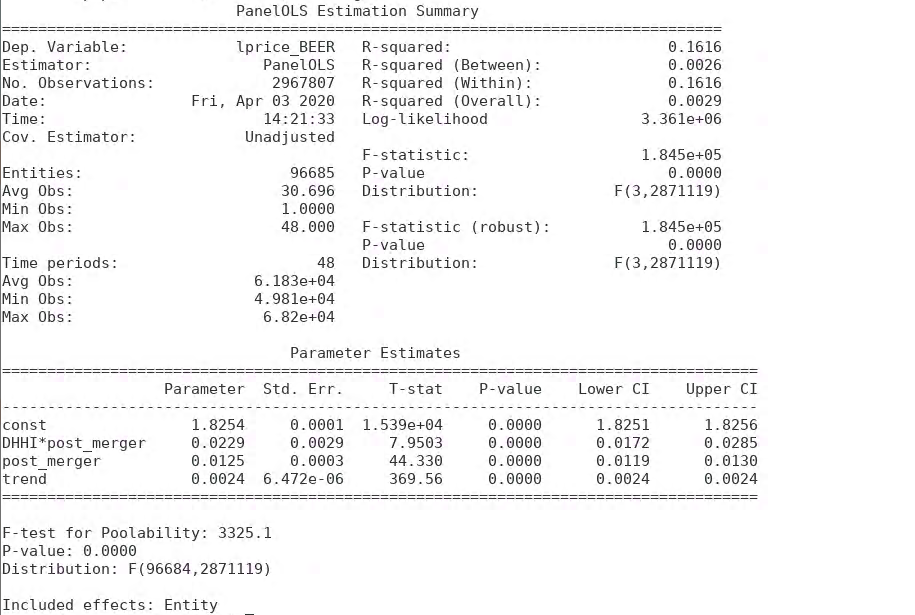 PanelOLS Estimation Summary
Dep. Variable: lprice_BEER R-squared: 0.1616
Estimator: PanelOLS R-squared (Between): 0.0026
No. Observations: 2967807 R-squared (Within): 0.1616
Date: Fri, Apr 03 2020 R-squared (Overall): 0.0029
Time: 14:21:33 Log-likelihood 3.361e+06
Cov. Estimator: Unadjusted
F-statistic: 1.845e+05
Entities: 96685 P-value 0.0000
Avg Obs: 30.696 Distribution: F(3,2871119)
Min Obs: 1.0000
Max Obs: 48.000 F-statistic (robust): 1.845e+05
P-value 0.0000
Time periods: 48 Distribution: F(3,2871119)
Avg Obs: 6.183e+04
Min Obs: 4.981e+04
Max Obs: 6.82e+04
Parameter Estimates
Parameter Std. Err. T-stat P-value Lower CI Upper CI
const 1.8254 0.0001 1.539e+04 0.0000 1.8251 1.8256
DHHI*post_merger 0.0229 0.0029 7.9503 0.0000 0.0172 0.0285
post_merger 0.0125 0.0003 44.330 0.0000 0.0119 0.0130
trend 0.0024 6.472e-06 369.56 0.0000 0.0024 0.0024
F-test for Poolability: 3325.1
P-value: 0.0000
Distribution: F(96684,2871119)
Included effects: Entity